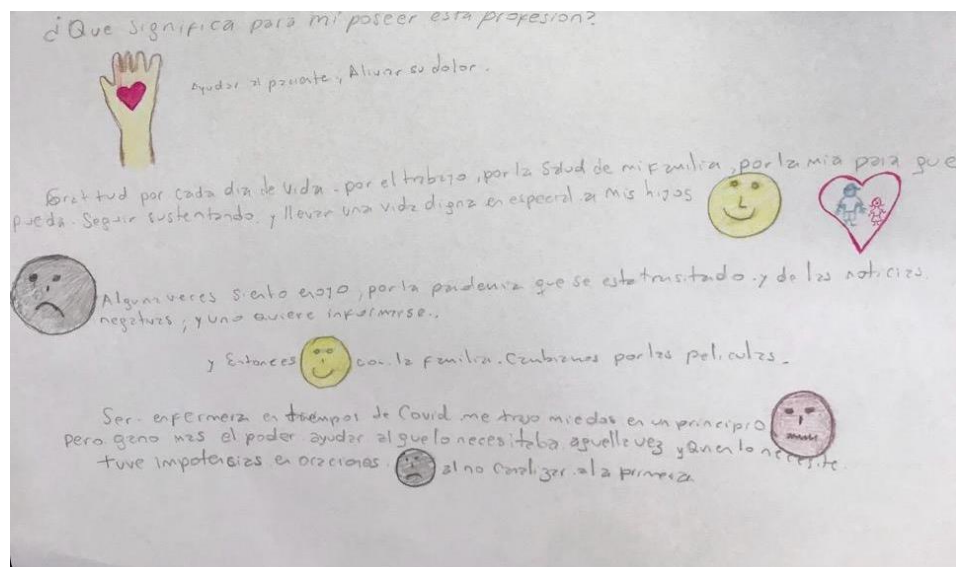 ¿Que significa para mi poseer esta profesion?
Ayudar al paciente, Aliviar su dolor.
Gratitud por cada dia de vida. por el trabajo, por la Salud de mi familia, por la mia para que
pueda. Seguir sustentando. y llevar una vida digna en especial a mis hijos
Algunas veces siento enojo, por la pandemia que se esta transitando. y de las noticias.
negativas, y uno quiere informarse..
y Entonces con la familia. Cambiamos por las peliculas.
Ser enfermera en tiempos de Covid me trajo miedos en un principio
pero gano mas el poder ayudar al que lo necesitaba aquella vez y Quien lo necesite.
tuve impotencias en ocaciones. al no canalizar a la primera